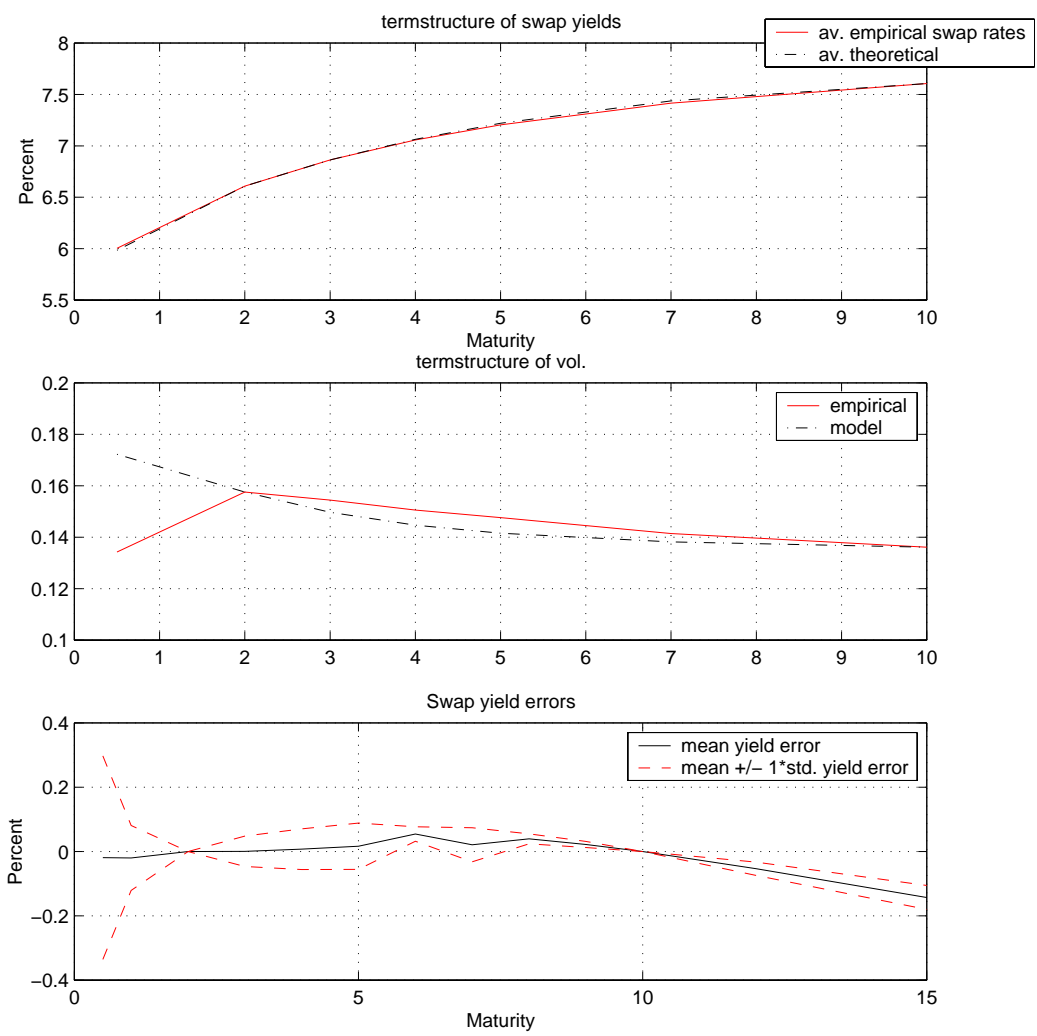 termstructure of swap yields
8
7.5
7
6.5
6
5.5
Percent
av. empirical swap rates
av. theoretical
0 1 2 3 4 5 6 7 8 9 10
Maturity
termstructure of vol.
0.2
0.18
0.16
0.14
0.12
0.1
empirical
model
0 1 2 3 4 5 6 7 8 9 10
Swap yield errors
0.4
0.2
0
−0.2
−0.4
Percent
mean yield error
mean +/− 1*std. yield error
0 5 10 15
Maturity